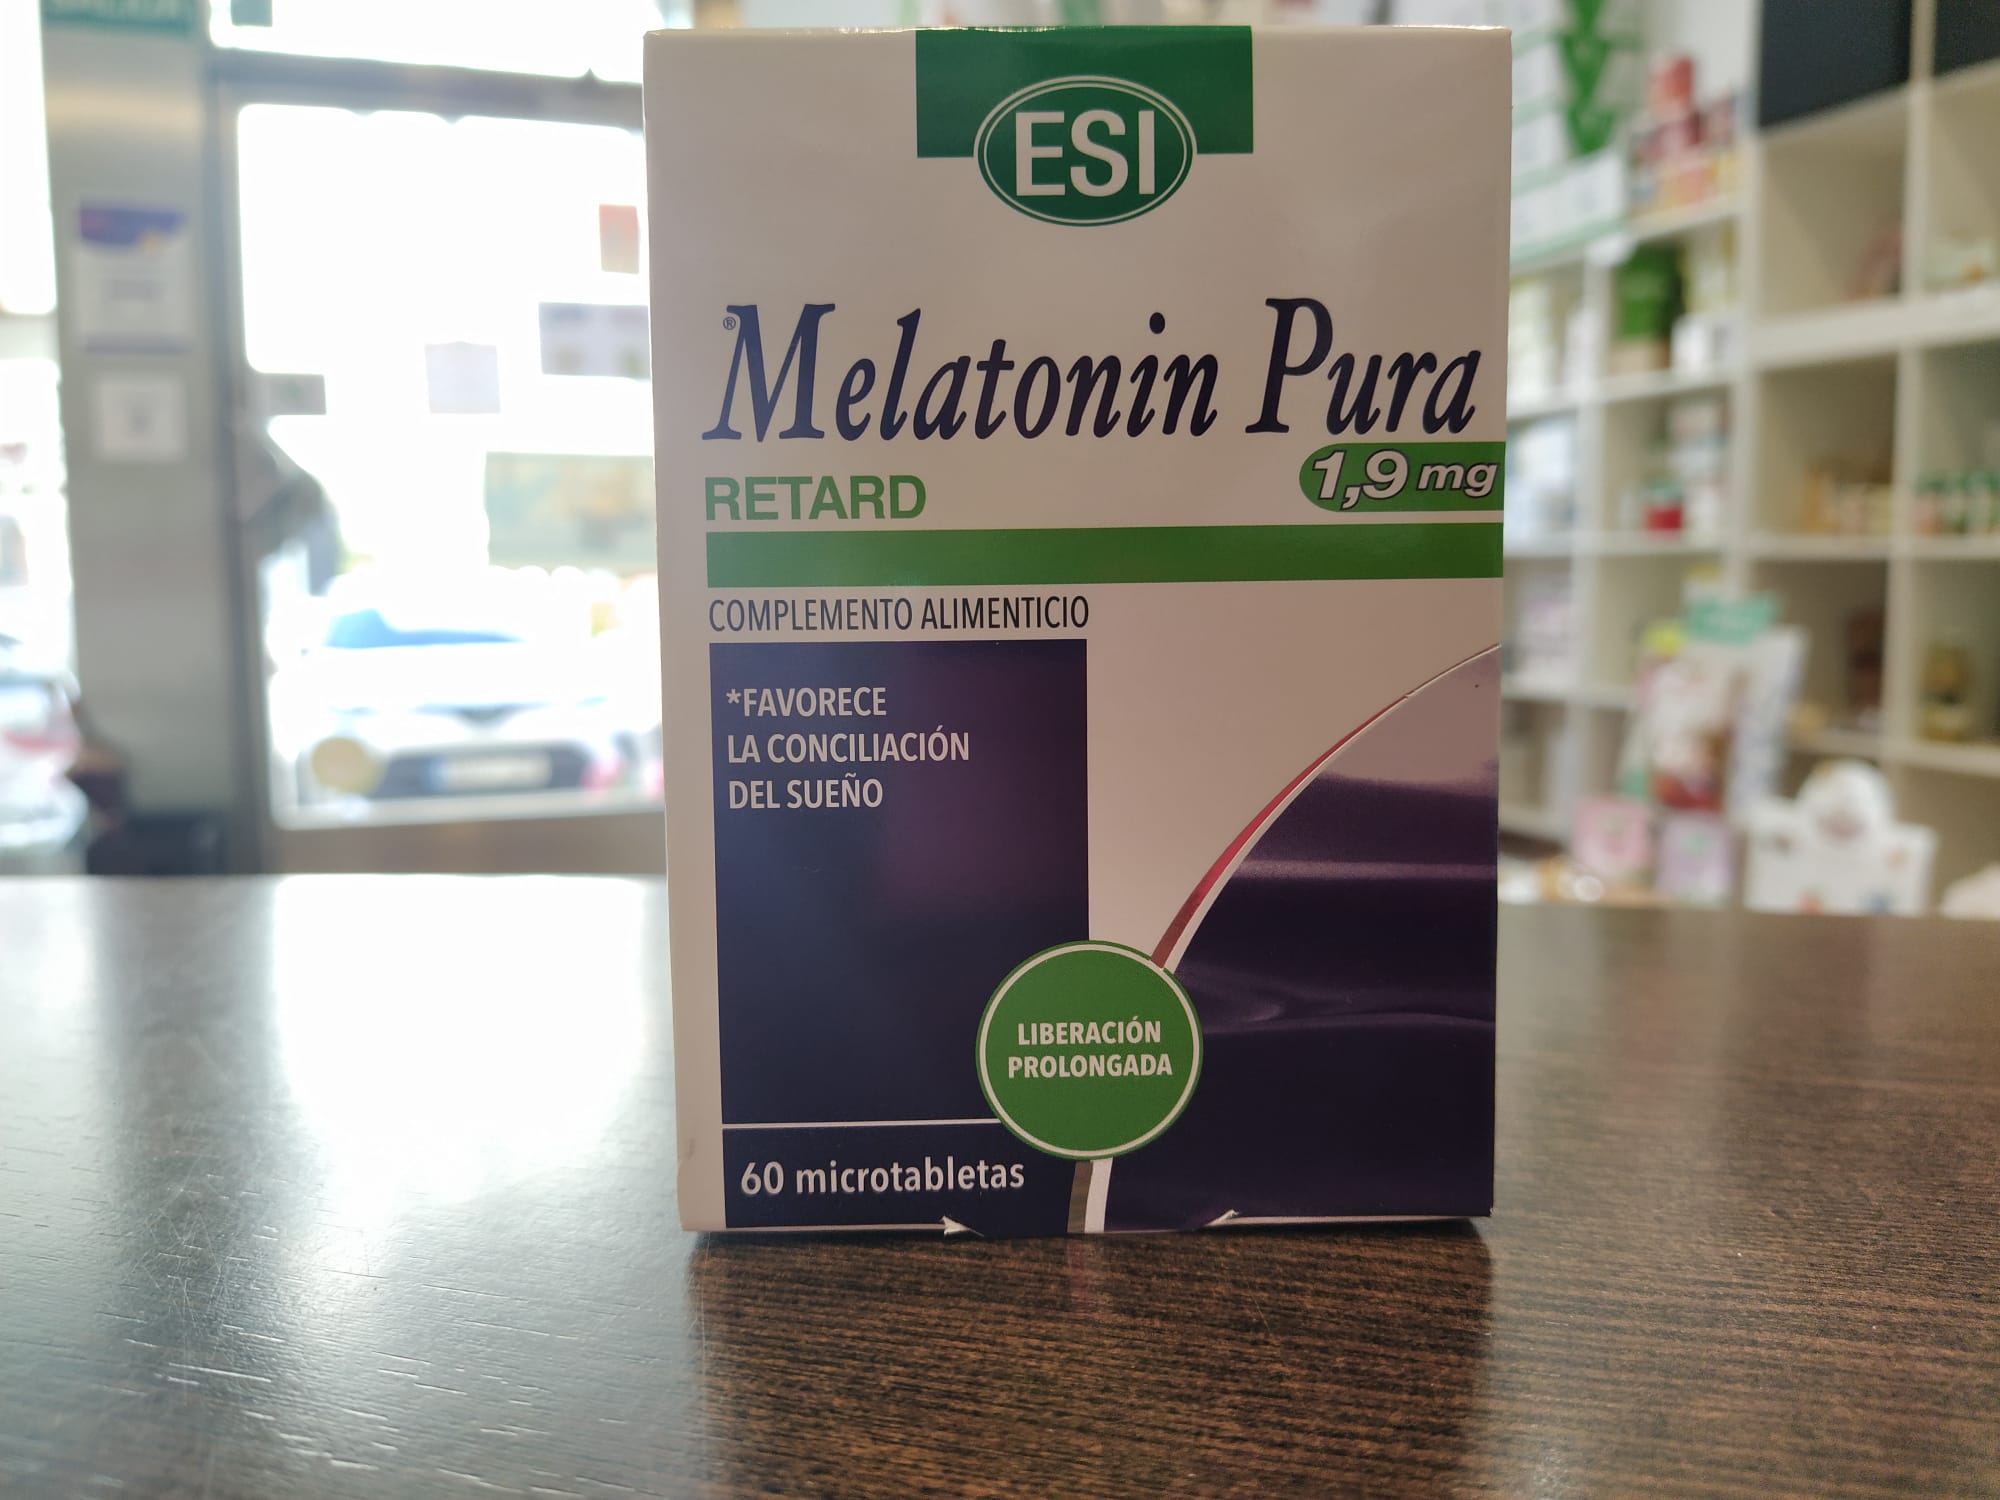 ESI
® Melatonin Pura
RETARD
1,9 mg
COMPLEMENTO ALIMENTICIO
*FAVORECE
LA CONCILIACIÓN
DEL SUEÑO
LIBERACIÓN
PROLONGADA
60 microtabletas